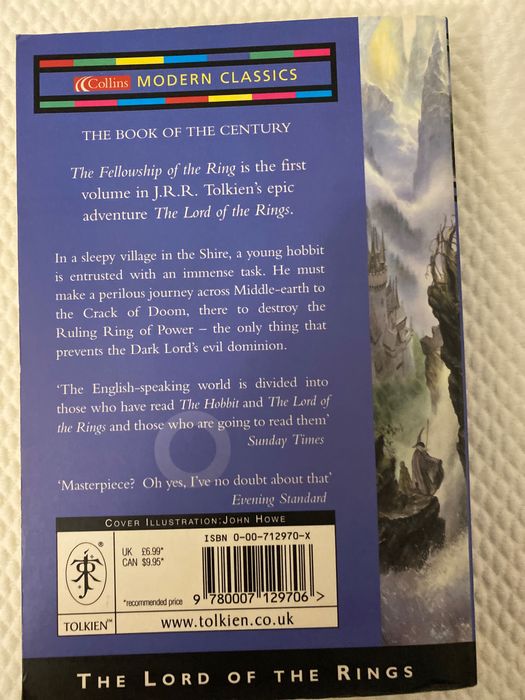 Collins MODERN CLASSICS
THE BOOK OF THE CENTURY
The Fellowship of the Ring is the first
volume in J.R.R. Tolkien's epic
adventure The Lord of the Rings.
In a sleepy village in the Shire, a young hobbit
is entrusted with an immense task. He must
make a perilous journey across Middle-earth to
the Crack of Doom, there to destroy the
Ruling Ring of Power – the only thing that
prevents the Dark Lord's evil dominion.
'The English-speaking world is divided into
those who have read The Hobbit and The Lord of
the Rings and those who are going to read them'
Sunday Times
'Masterpiece? Oh yes, I've no doubt about that'
Evening Standard
COVER ILLUSTRATION: JOHN HOWE
®
TOLKIEN™
UK £6.99*
CAN $9.95*
*recommended price
ISBN 0-00-712970-X
9 780007 129706 >
www.tolkien.co.uk
THE LORD OF THE RINGS